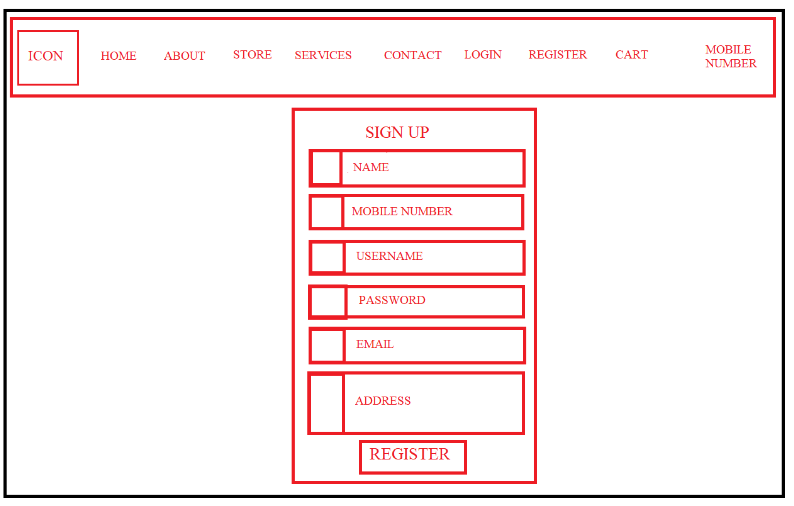 ICON HOME ABOUT STORE SERVICES CONTACT LOGIN REGISTER CART MOBILE
NUMBER
SIGN UP
NAME
MOBILE NUMBER
USERNAME
PASSWORD
EMAIL
ADDRESS
REGISTER